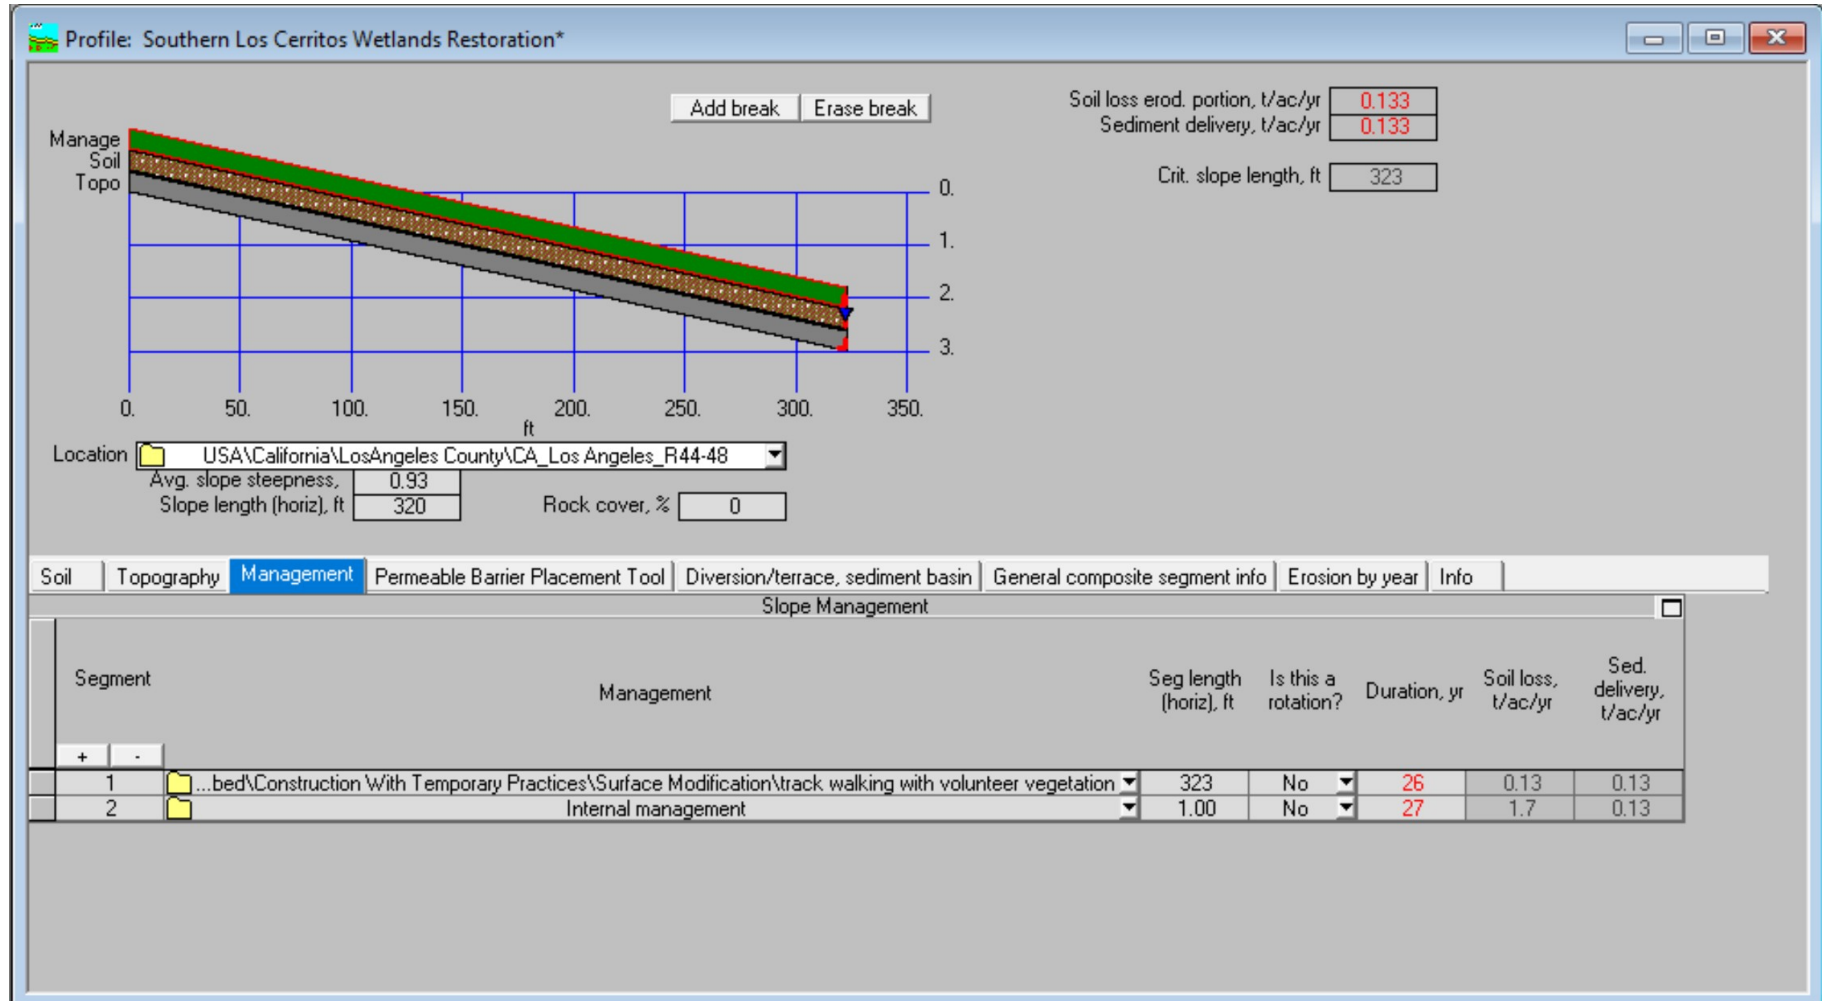 Profile: Southern Los Cerritos Wetlands Restoration*
Add break Erase break
Soil loss erod. portion, t/ac/yr 0.133
Sediment delivery, t/ac/yr 0.133
Crit. slope length, ft 323
Manage
Soil
Topo
0.
1.
2.
3.
0. 50. 100. 150. 200. 250. 300. 350.
ft
Location USA\California\LosAngeles County\CA_Los Angeles_R44-48
Avg. slope steepness, 0.93
Slope length (horiz), ft 320 Rock cover, % 0
Soil Topography Management Permeable Barrier Placement Tool Diversion/terrace, sediment basin General composite segment info Erosion by year Info
Slope Management
Segment Management Seg length (horiz), ft Is this a rotation? Duration, yr Soil loss, t/ac/yr Sed. delivery, t/ac/yr
+ -
1 ...bed\Construction With Temporary Practices\Surface Modification\track walking with volunteer vegetation 323 No 26 0.13 0.13
2 Internal management 1.00 No 27 1.7 0.13